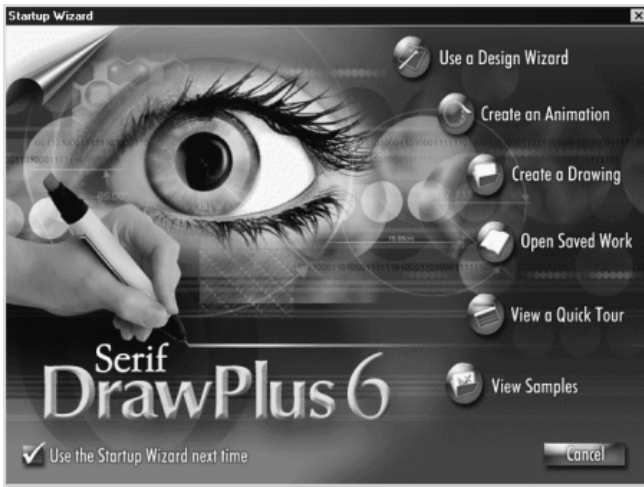 Startup Wizard
Use a Design Wizard
Create an Animation
Create a Drawing
Open Saved Work
View a Quick Tour
View Samples
Serif
DrawPlus 6
Use the Startup Wizard next time
Cancel